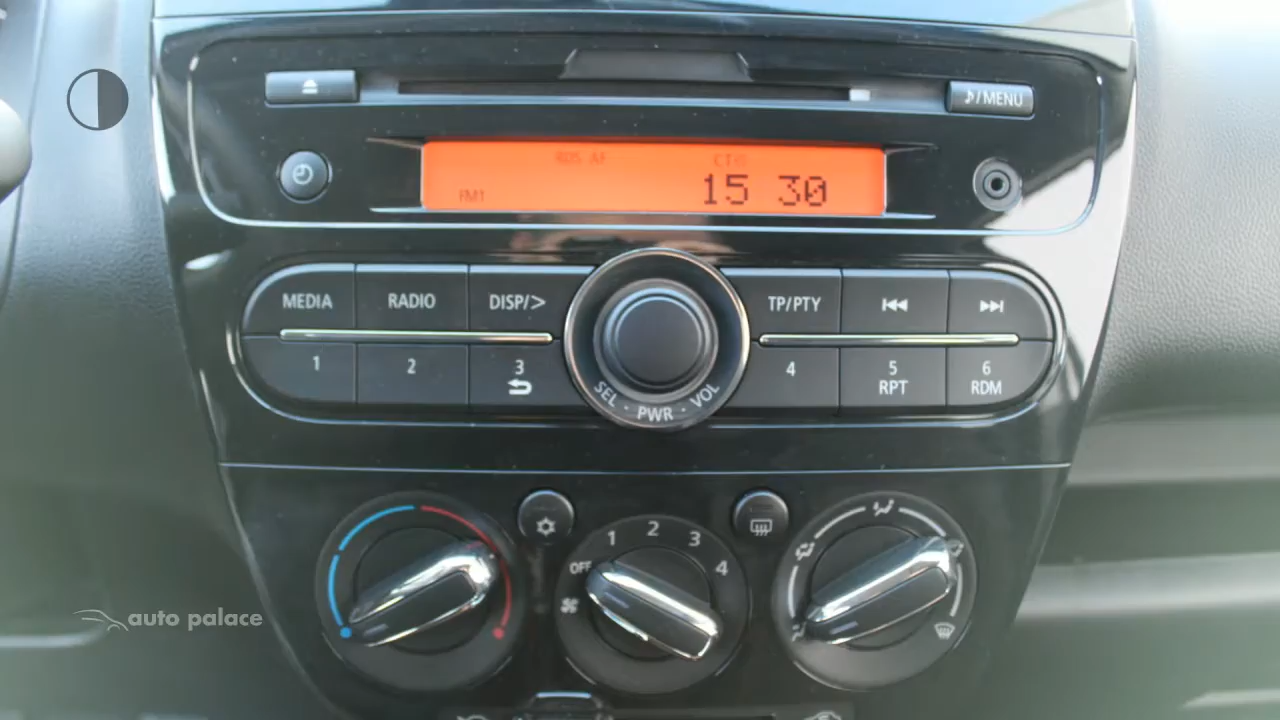 ♪/MENU
RDS AF CT
FM1 15 30
MEDIA RADIO DISP/> TP/PTY
1 2 3 4 5 6
RPT RDM
SEL · PWR · VOL
1 2 3 4
OFF
auto palace